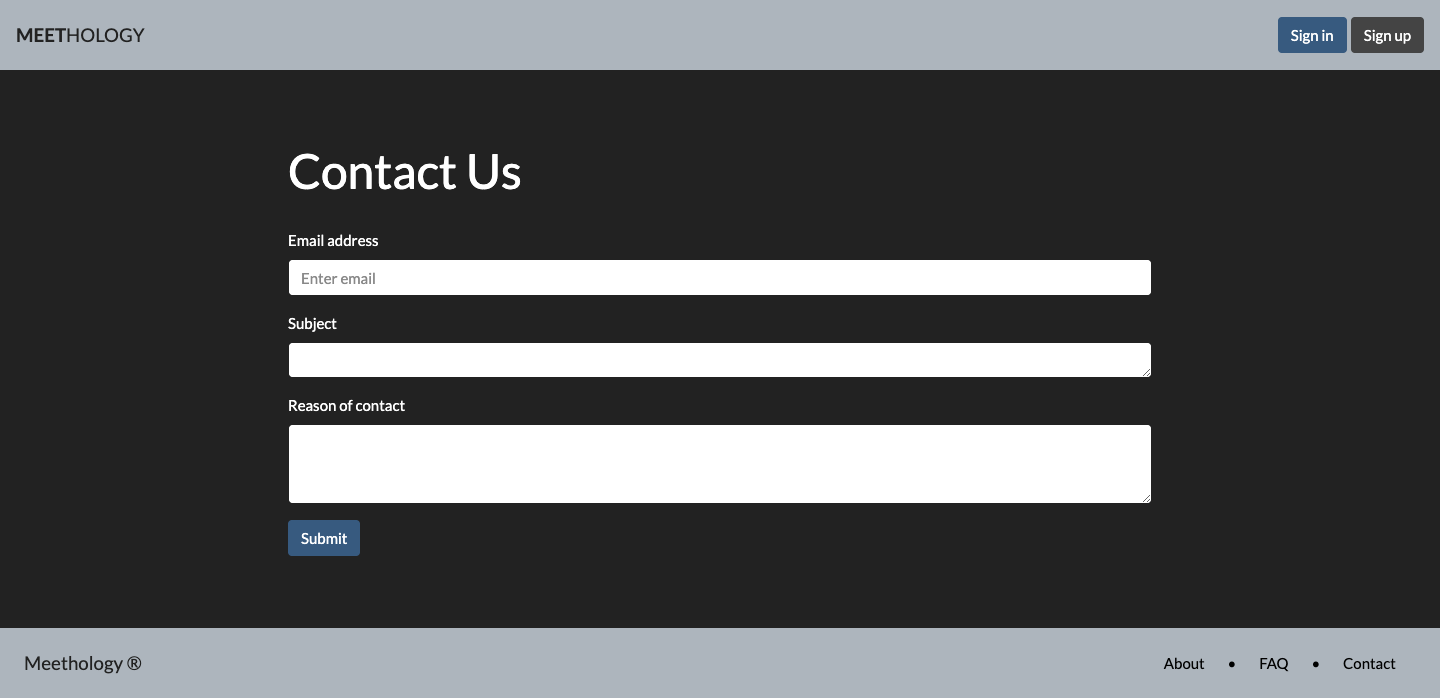 MEETHOLOGY Sign in Sign up
Contact Us
Email address
Enter email
Subject
Reason of contact
Submit
Meethology ® About • FAQ • Contact